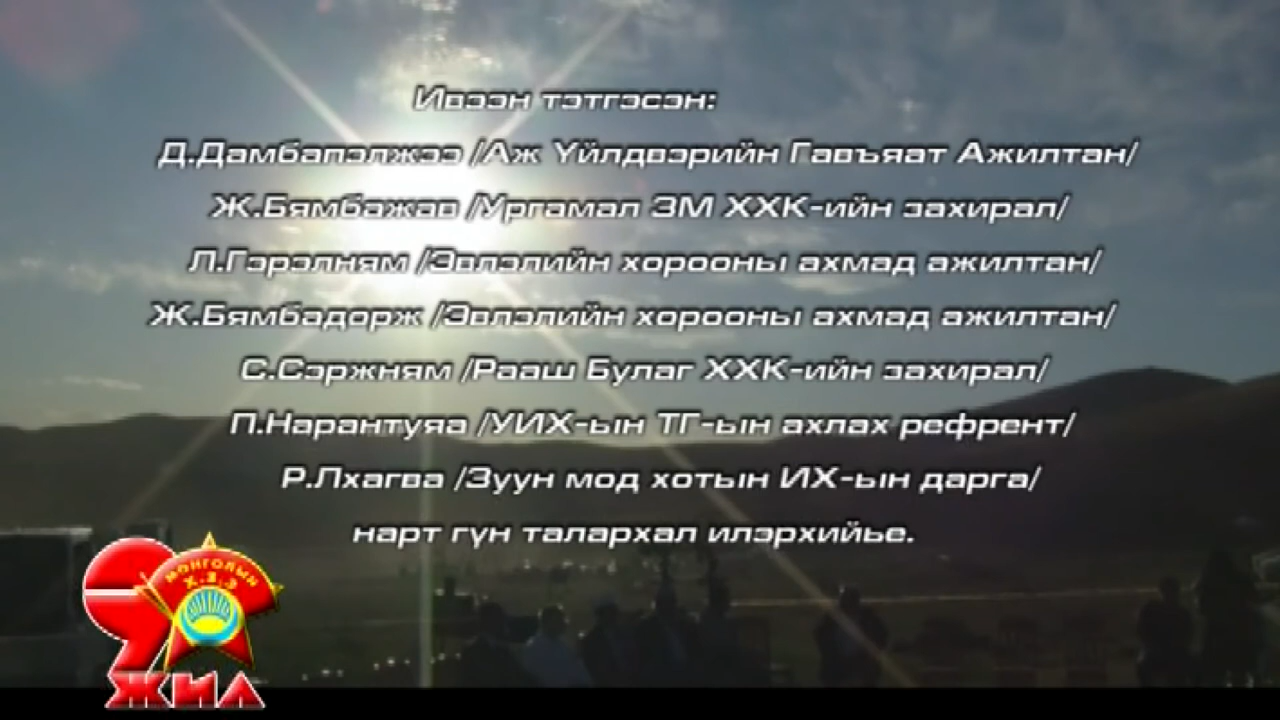 Ивээн тэтгэсэн:
Д.Дамбапэлжээ /Аж Үйлдвэрийн Гавъяат Ажилтан/
Ж.Бямбажав /Ургамал ЗМ ХХК-ийн захирал/
Л.Гэрэлням /Эвлэлийн хорооны ахмад ажилтан/
Ж.Бямбадорж /Эвлэлийн хорооны ахмад ажилтан/
С.Сэржням /Рааш Булаг ХХК-ийн захирал/
П.Нарантуяа /УИХ-ын ТГ-ын ахлах рефрент/
Р.Лхагва /Зуун мод хотын ИХ-ын дарга/
нарт гүн талархал илэрхийье.
МОНГОЛЫН
Х.З.Э
90
ЖИЛ